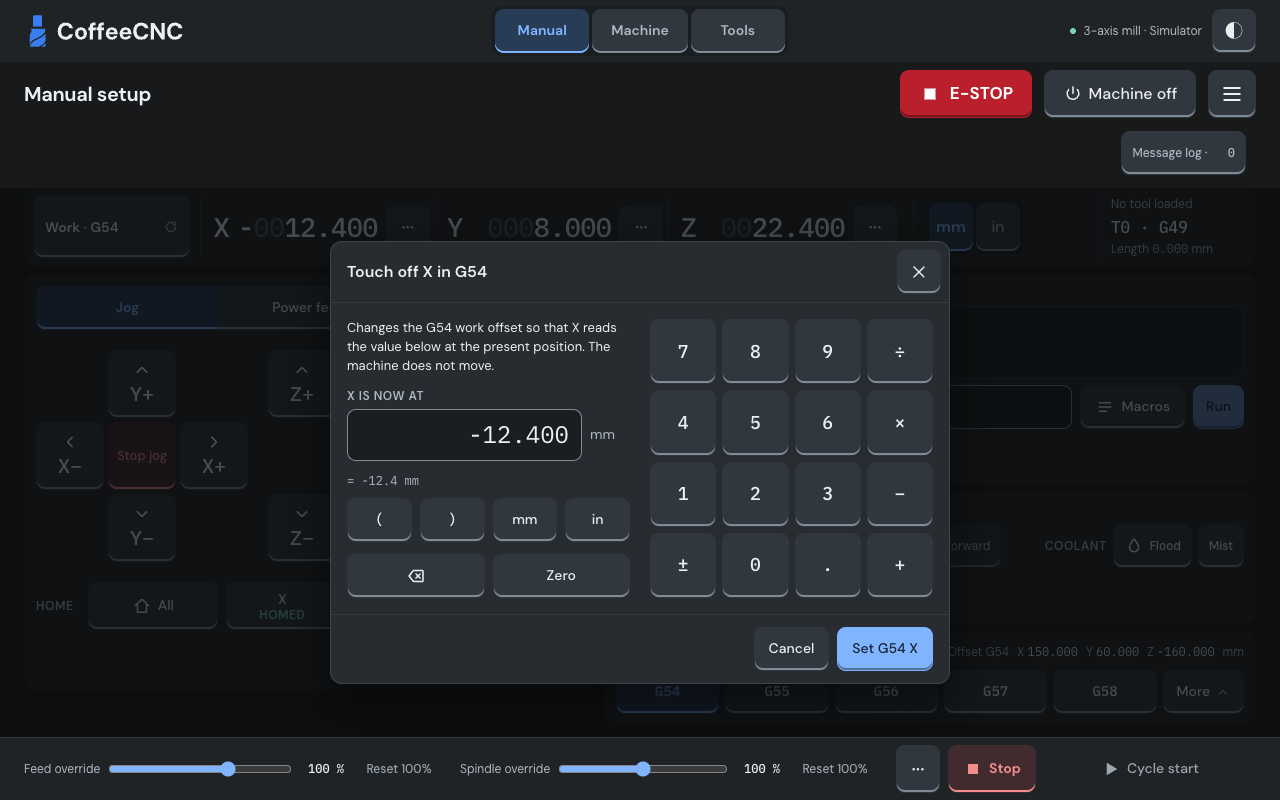 CoffeeCNC
Manual
Machine
Tools
3-axis mill · Simulator
Manual setup
E-STOP
Machine off
Message log · 0
Work · G54
X -0012.400 ···
Y 0008.000 ···
Z 0022.400 ···
mm
in
No tool loaded
T0 · G49
Length 0.000 mm
Jog
Power fe
Y+
Z+
X−
Stop jog
X+
Y−
Z−
HOME
All
X
HOMED
Touch off X in G54
Changes the G54 work offset so that X reads
the value below at the present position. The
machine does not move.
X IS NOW AT
-12.400 mm
= -12.4 mm
( ) mm in
Zero
7 8 9 ÷
4 5 6 ×
1 2 3 −
± 0 . +
Cancel
Set G54 X
Macros
Run
orward
COOLANT
Flood
Mist
Offset G54 X 150.000 Y 60.000 Z -160.000 mm
G54
G55
G56
G57
G58
More
Feed override 100 % Reset 100%
Spindle override 100 % Reset 100%
···
Stop
Cycle start